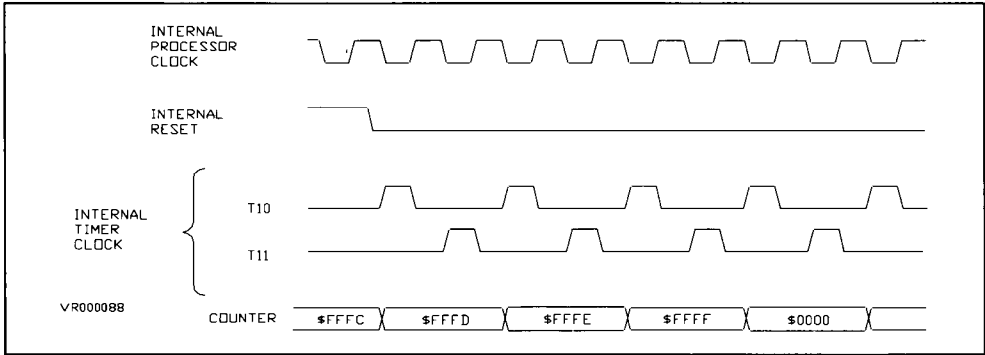 INTERNAL
PROCESSOR
CLOCK
INTERNAL
RESET
INTERNAL
TIMER
CLOCK
T10
T11
VR000088
COUNTER $FFFC $FFFD $FFFE $FFFF $0000